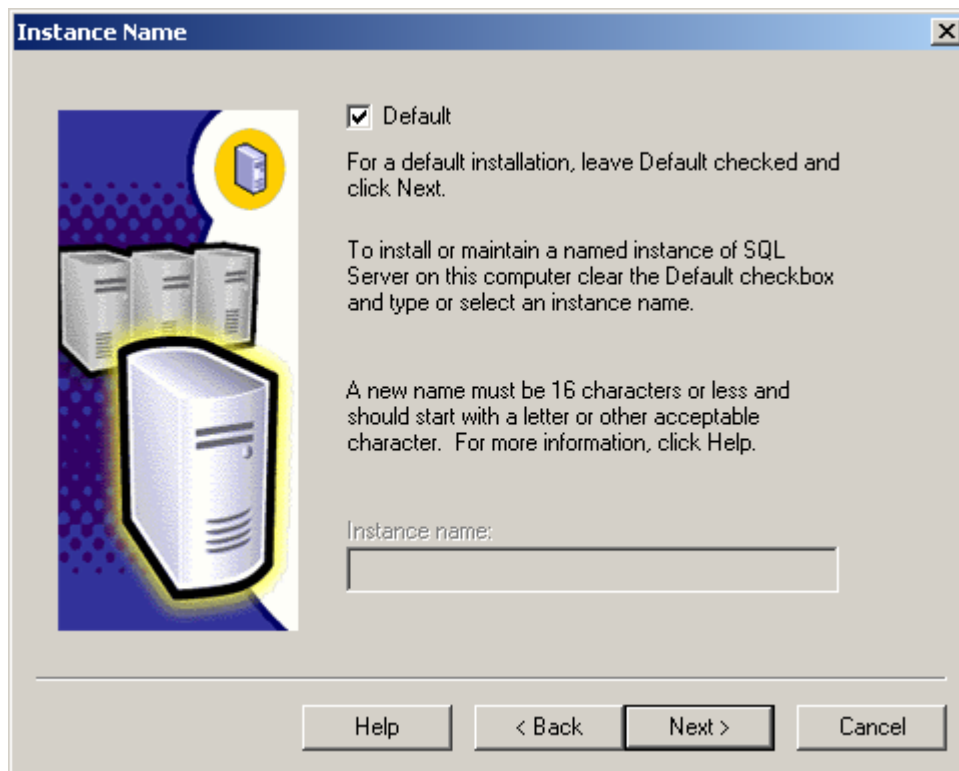 Instance Name
Default
For a default installation, leave Default checked and
click Next.
To install or maintain a named instance of SQL
Server on this computer clear the Default checkbox
and type or select an instance name.
A new name must be 16 characters or less and
should start with a letter or other acceptable
character.  For more information, click Help.
Instance name:
Help
< Back
Next >
Cancel